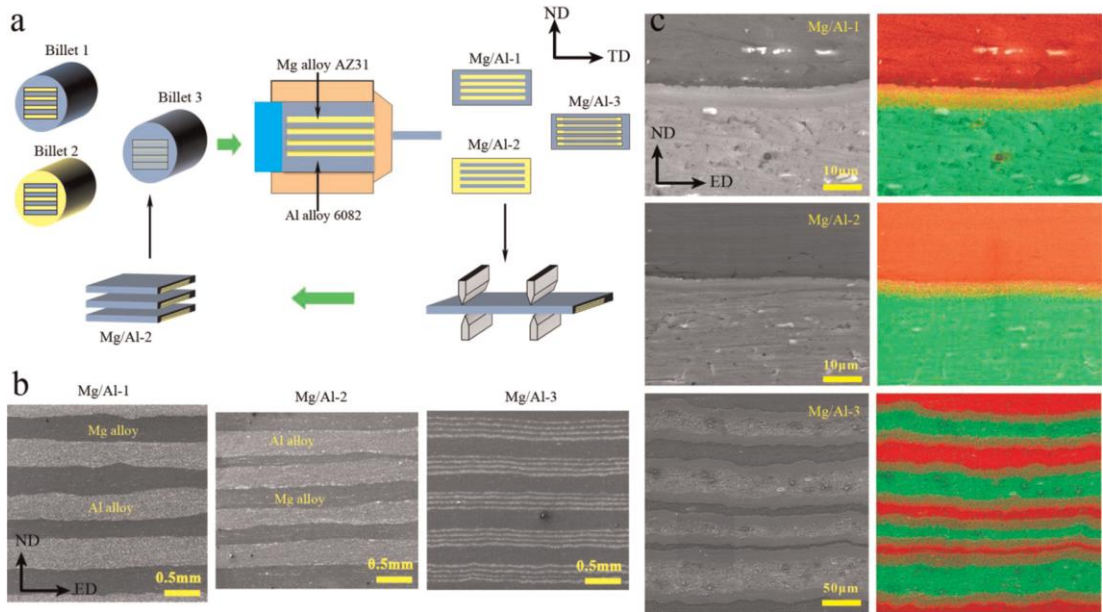 a
Billet 1
Billet 2
Billet 3
Mg alloy AZ31
Al alloy 6082
Mg/Al-1
Mg/Al-2
Mg/Al-3
ND
TD
Mg/Al-2
b
Mg/Al-1
Mg alloy
Al alloy
ND
ED
0.5mm
Mg/Al-2
Al alloy
Mg alloy
0.5mm
Mg/Al-3
0.5mm
c
Mg/Al-1
ND
ED
10μm
10μm
Mg/Al-2
10μm
10μm
Mg/Al-3
50μm
50μm